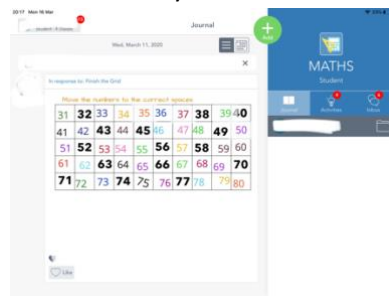 20:17 Mon 16 Mar
Journal
Wed, March 11, 2020
Add
In response to: Finish the Grid
Move the numbers to the correct spaces
31 32 33 34 35 36 37 38 39 40
41 42 43 44 45 46 47 48 49 50
51 52 53 54 55 56 57 58 59 60
61 62 63 64 65 66 67 68 69 70
71 72 73 74 75 76 77 78 79 80
Like
MATHS
Student
Journal
Activities
Inbox